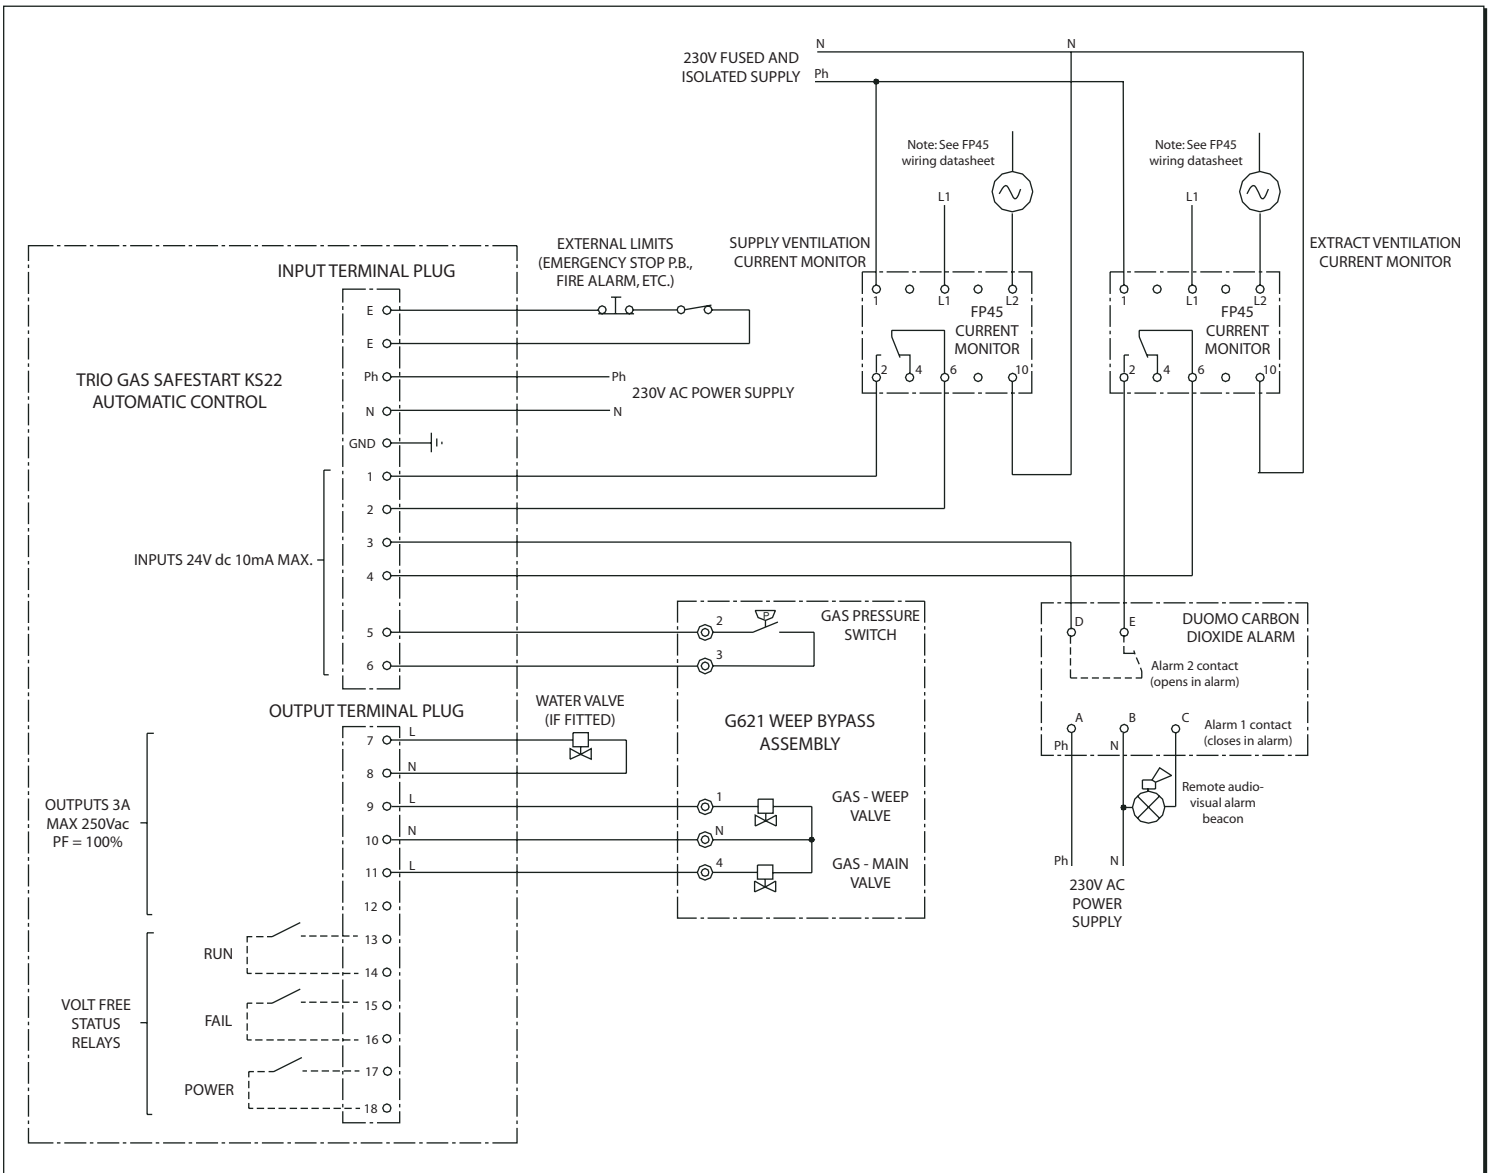 230V FUSED AND
ISOLATED SUPPLY
N
N
Ph
Note: See FP45
wiring datasheet
Note: See FP45
wiring datasheet
L1
L1
SUPPLY VENTILATION
CURRENT MONITOR
EXTRACT VENTILATION
CURRENT MONITOR
1
L1
L2
FP45
CURRENT
MONITOR
2
4
6
10
1
L1
L2
FP45
CURRENT
MONITOR
2
4
6
10
EXTERNAL LIMITS
(EMERGENCY STOP P.B.,
FIRE ALARM, ETC.)
INPUT TERMINAL PLUG
E
E
Ph
Ph
N
N
230V AC POWER SUPPLY
GND
TRIO GAS SAFESTART KS22
AUTOMATIC CONTROL
1
2
3
4
5
6
INPUTS 24V dc 10mA MAX.
2
3
P
GAS PRESSURE
SWITCH
G621 WEEP BYPASS
ASSEMBLY
1
N
4
GAS - WEEP
VALVE
GAS - MAIN
VALVE
D
E
DUOMO CARBON
DIOXIDE ALARM
Alarm 2 contact
(opens in alarm)
A
B
C
Alarm 1 contact
(closes in alarm)
Ph
N
Remote audio-
visual alarm
beacon
Ph
N
230V AC
POWER
SUPPLY
OUTPUT TERMINAL PLUG
WATER VALVE
(IF FITTED)
7
L
8
N
9
L
10
N
11
L
12
13
14
15
16
17
18
OUTPUTS 3A
MAX 250Vac
PF = 100%
VOLT FREE
STATUS
RELAYS
RUN
FAIL
POWER